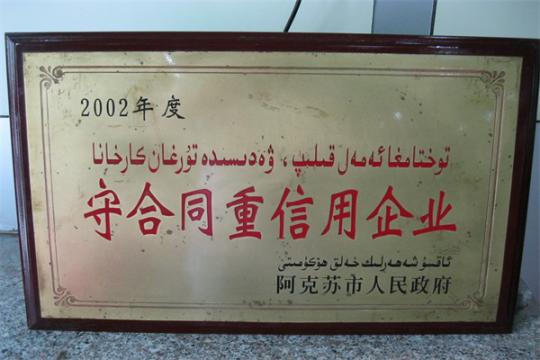 2002年度
توختامغا ئەمەل قىلىپ، ۋەدىسىدە تۇرغان كارخانا
守合同重信用企业
ئاقسۇ شەھەرلىك خەلق ھۆكۈمىتى
阿克苏市人民政府